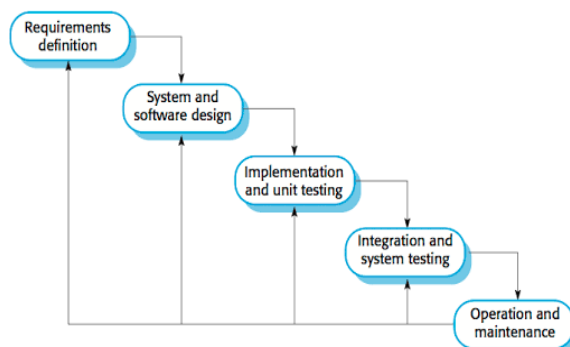 Requirements
definition
System and
software design
Implementation
and unit testing
Integration and
system testing
Operation and
maintenance